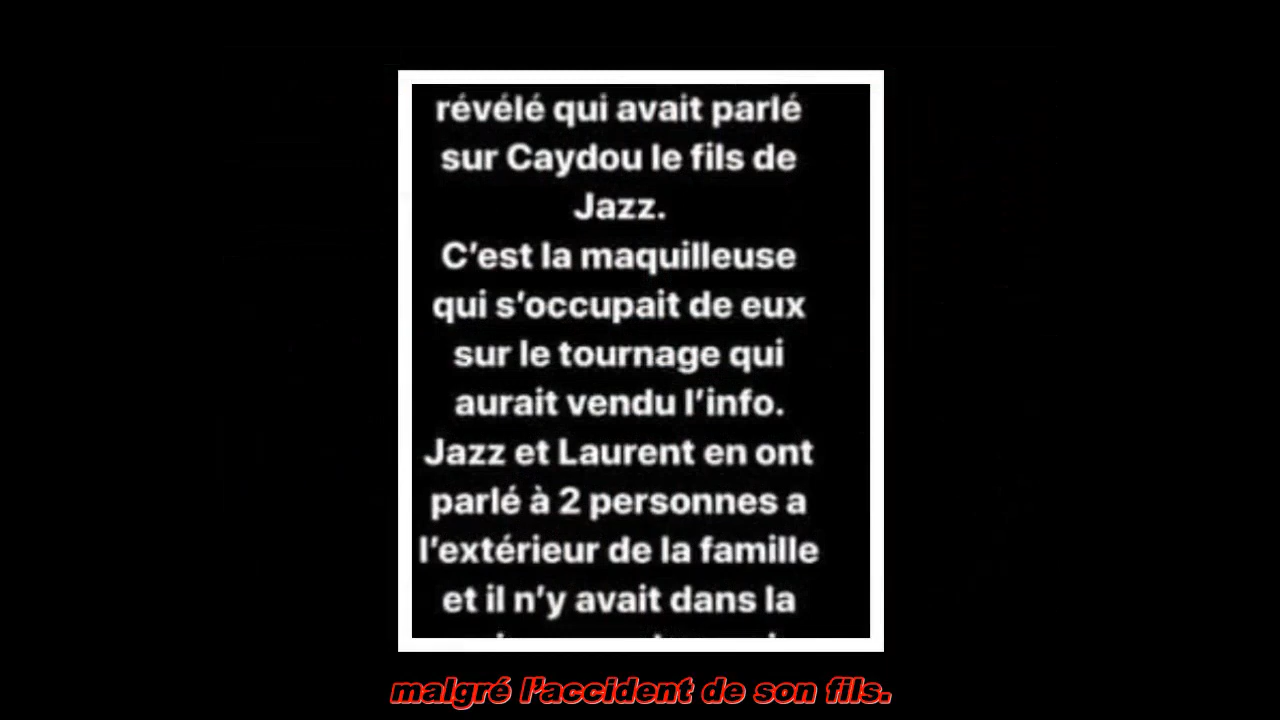 révélé qui avait parlé
sur Caydou le fils de
Jazz.
C'est la maquilleuse
qui s'occupait de eux
sur le tournage qui
aurait vendu l'info.
Jazz et Laurent en ont
parlé à 2 personnes a
l'extérieur de la famille
et il n'y avait dans la
malgré l'accident de son fils.